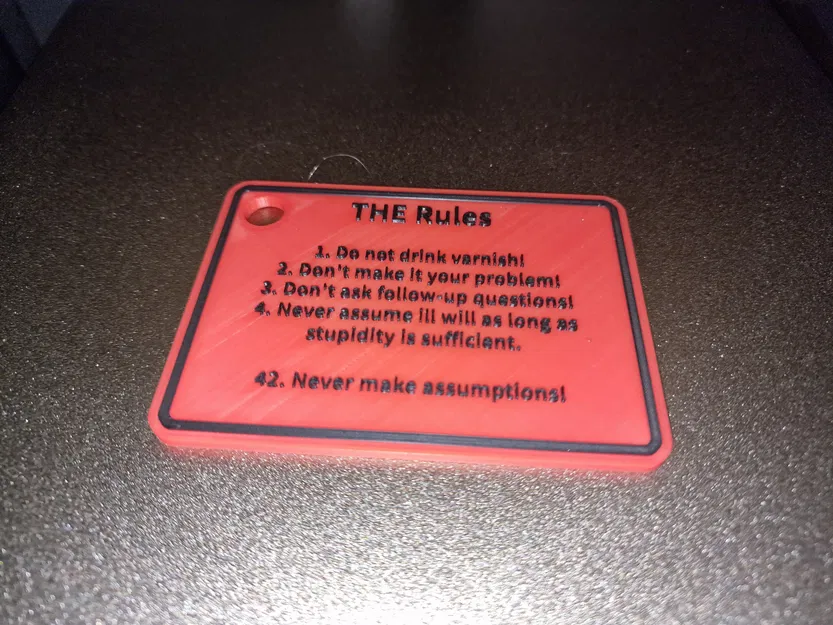 THE Rules
1. Do not drink varnish!
2. Don't make it your problem!
3. Don't ask follow-up questions!
4. Never assume ill will as long as
stupidity is sufficient.
42. Never make assumptions!